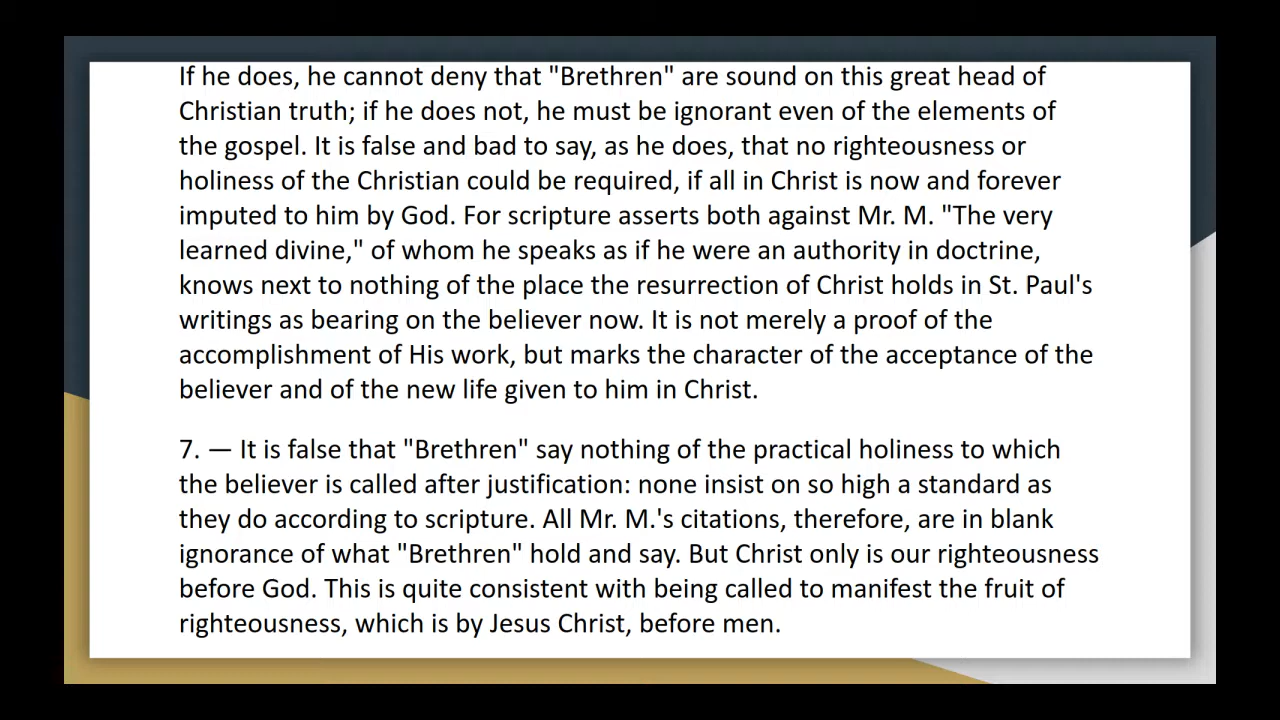 If he does, he cannot deny that "Brethren" are sound on this great head of
Christian truth; if he does not, he must be ignorant even of the elements of
the gospel. It is false and bad to say, as he does, that no righteousness or
holiness of the Christian could be required, if all in Christ is now and forever
imputed to him by God. For scripture asserts both against Mr. M. "The very
learned divine," of whom he speaks as if he were an authority in doctrine,
knows next to nothing of the place the resurrection of Christ holds in St. Paul's
writings as bearing on the believer now. It is not merely a proof of the
accomplishment of His work, but marks the character of the acceptance of the
believer and of the new life given to him in Christ.
7. — It is false that "Brethren" say nothing of the practical holiness to which
the believer is called after justification: none insist on so high a standard as
they do according to scripture. All Mr. M.'s citations, therefore, are in blank
ignorance of what "Brethren" hold and say. But Christ only is our righteousness
before God. This is quite consistent with being called to manifest the fruit of
righteousness, which is by Jesus Christ, before men.